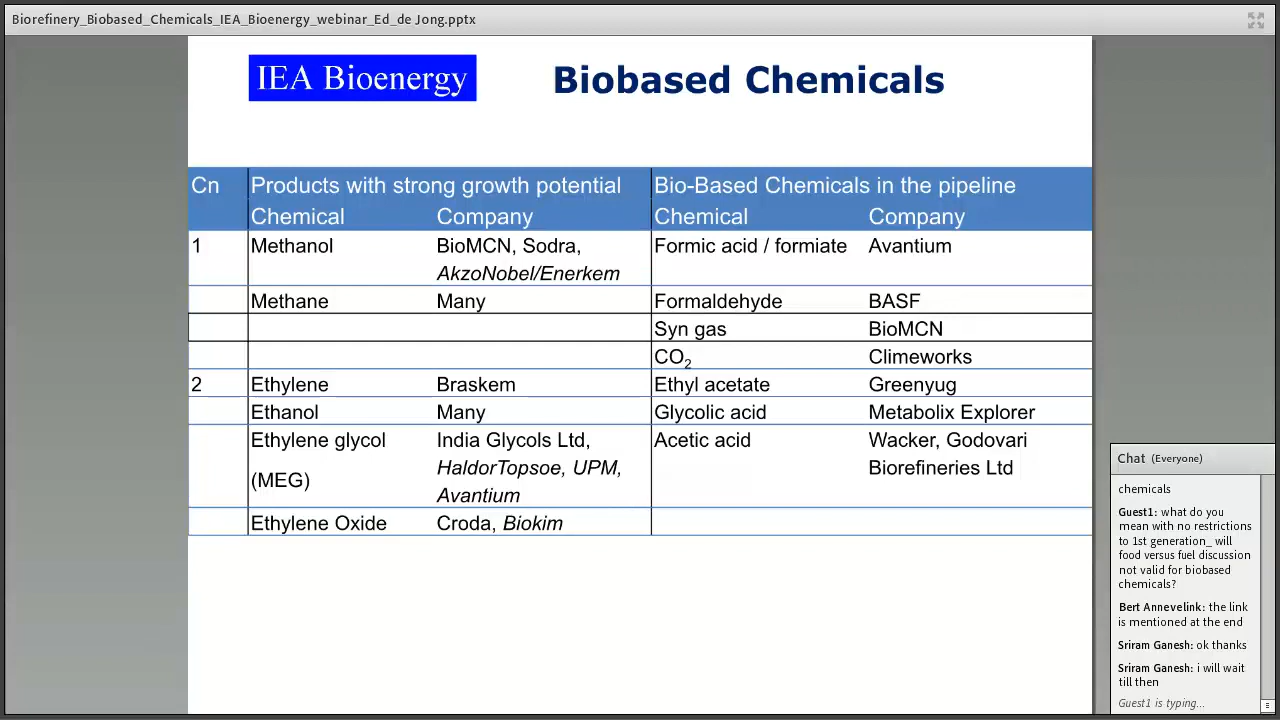 Biorefinery_Biobased_Chemicals_IEA_Bioenergy_webinar_Ed_de Jong.pptx
IEA Bioenergy
Biobased Chemicals
Cn Products with strong growth potential Bio-Based Chemicals in the pipeline
Chemical Company Chemical Company
1 Methanol BioMCN, Sodra, Formic acid / formiate Avantium
AkzoNobel/Enerkem
Methane Many Formaldehyde BASF
Syn gas BioMCN
CO2 Climeworks
2 Ethylene Braskem Ethyl acetate Greenyug
Ethanol Many Glycolic acid Metabolix Explorer
Ethylene glycol India Glycols Ltd, Acetic acid Wacker, Godovari
HaldorTopsoe, UPM, Biorefineries Ltd
(MEG)
Avantium
Ethylene Oxide Croda, Biokim
Chat (Everyone)
chemicals
Guest1: what do you
mean with no restrictions
to 1st generation_ will
food versus fuel discussion
not valid for biobased
chemicals?
Bert Annevelink: the link
is mentioned at the end
Sriram Ganesh: ok thanks
Sriram Ganesh: i will wait
till then
Guest1 is typing...